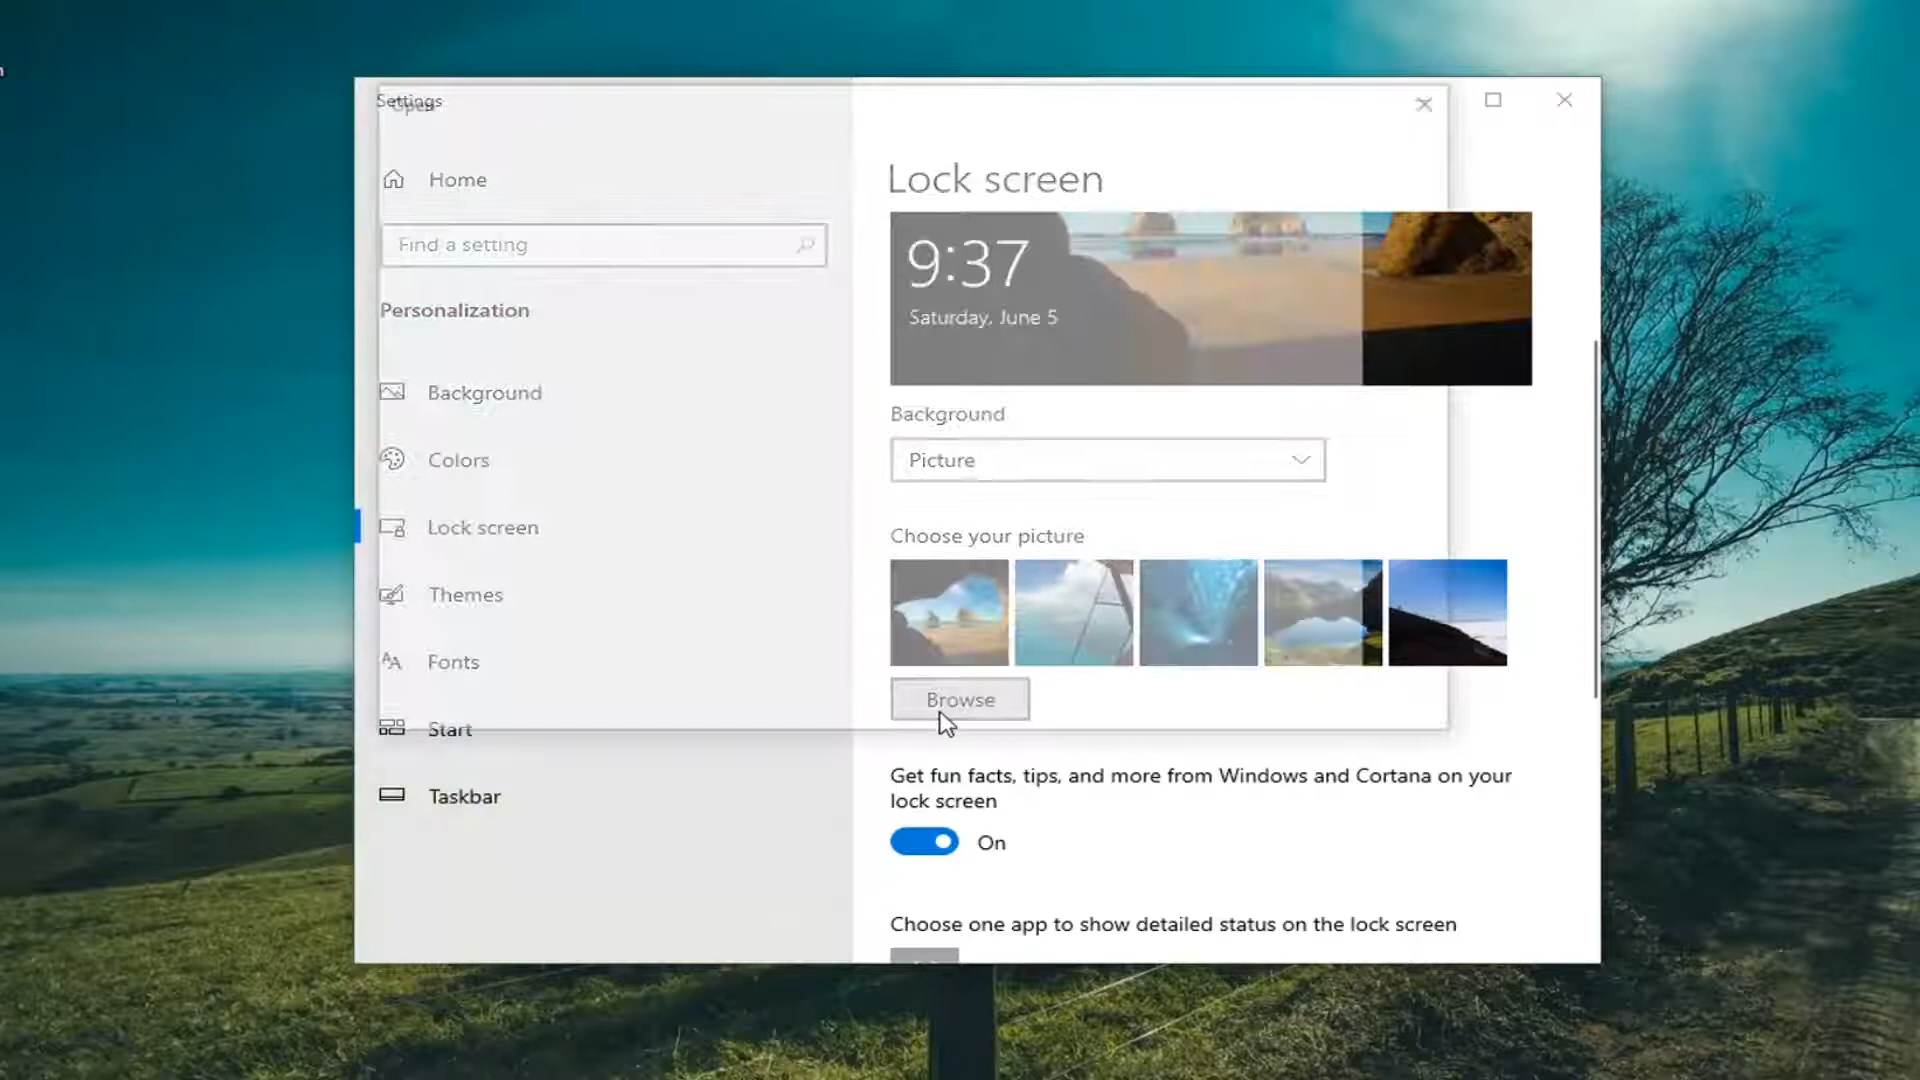 Settings
Open
Home
Find a setting
Personalization
Background
Colors
Lock screen
Themes
Fonts
Start
Taskbar
Lock screen
9:37
Saturday, June 5
Background
Picture
Choose your picture
Browse
Get fun facts, tips, and more from Windows and Cortana on your
lock screen
On
Choose one app to show detailed status on the lock screen